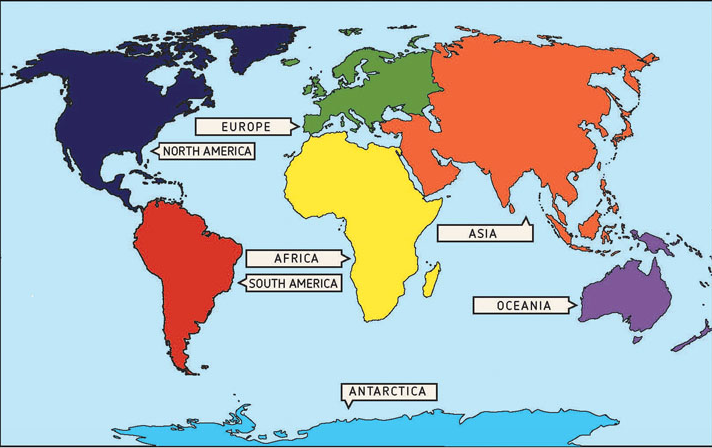 EUROPE
NORTH AMERICA
ASIA
AFRICA
SOUTH AMERICA
OCEANIA
ANTARCTICA